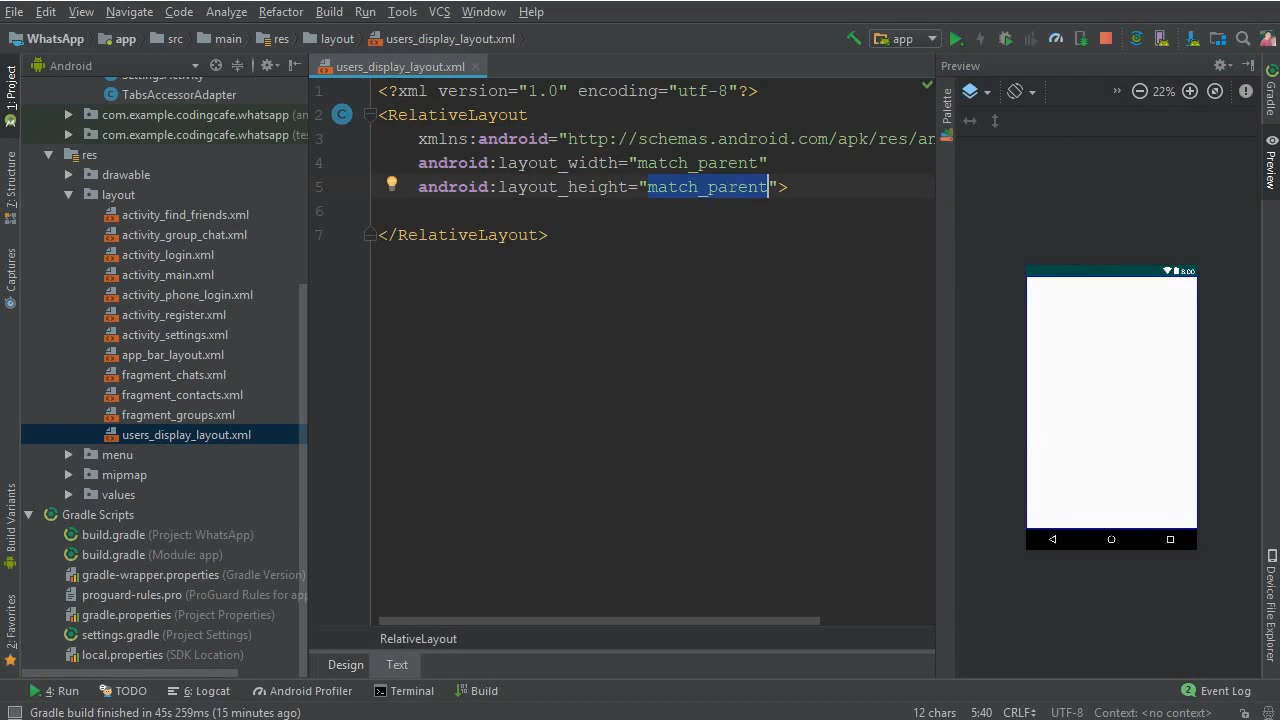 File Edit View Navigate Code Analyze Refactor Build Run Tools VCS Window Help
WhatsApp app src main res layout users_display_layout.xml app
Android
users_display_layout.xml
Preview
1: Project
7: Structure
Captures
Build Variants
2: Favorites
SettingsActivity
TabsAccessorAdapter
com.example.codingcafe.whatsapp (an
com.example.codingcafe.whatsapp (te
res
drawable
layout
activity_find_friends.xml
activity_group_chat.xml
activity_login.xml
activity_main.xml
activity_phone_login.xml
activity_register.xml
activity_settings.xml
app_bar_layout.xml
fragment_chats.xml
fragment_contacts.xml
fragment_groups.xml
users_display_layout.xml
menu
mipmap
values
Gradle Scripts
build.gradle (Project: WhatsApp)
build.gradle (Module: app)
gradle-wrapper.properties (Gradle Version)
proguard-rules.pro (ProGuard Rules for app
gradle.properties (Project Properties)
settings.gradle (Project Settings)
local.properties (SDK Location)
1 <?xml version="1.0" encoding="utf-8"?>
2 <RelativeLayout
3 xmlns:android="http://schemas.android.com/apk/res/an
4 android:layout_width="match_parent"
5 android:layout_height="match_parent">
6
7 </RelativeLayout>
RelativeLayout
Design Text
Palette
22%
8:00
Gradle
Preview
Device File Explorer
4: Run TODO 6: Logcat Android Profiler Terminal Build 2 Event Log
Gradle build finished in 45s 259ms (15 minutes ago) 12 chars 5:40 CRLF UTF-8 Context: <no context>